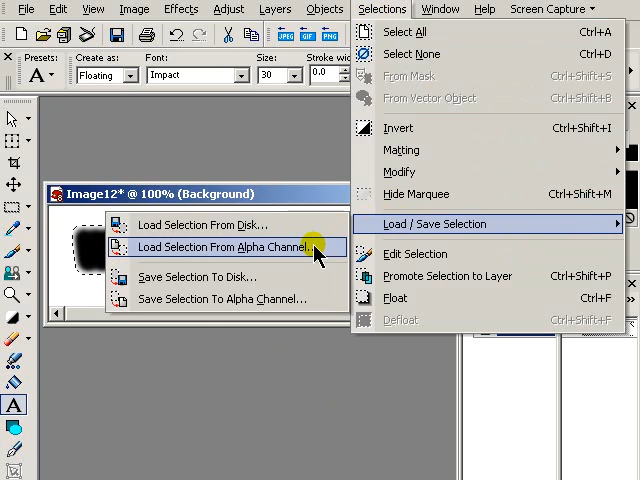 File Edit View Image Effects Adjust Layers Objects Selections Window Help Screen Capture
JPEG GIF PNG
Presets: Create as: Font: Size: Stroke wid
A Floating Impact 30 0.0
Select All Ctrl+A
Select None Ctrl+D
From Mask Ctrl+Shift+S
From Vector Object Ctrl+Shift+B
Invert Ctrl+Shift+I
Matting
Modify
Hide Marquee Ctrl+Shift+M
Load / Save Selection
Edit Selection
Promote Selection to Layer Ctrl+Shift+P
Float Ctrl+F
Defloat Ctrl+Shift+F
Image12* @ 100% (Background)
Load Selection From Disk...
Load Selection From Alpha Channel...
Save Selection To Disk...
Save Selection To Alpha Channel...
A